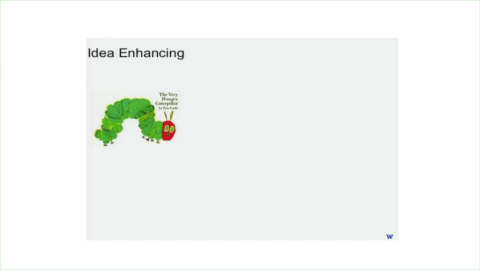 Idea Enhancing
The Very
Hungry
Caterpillar
by Eric Carle
W